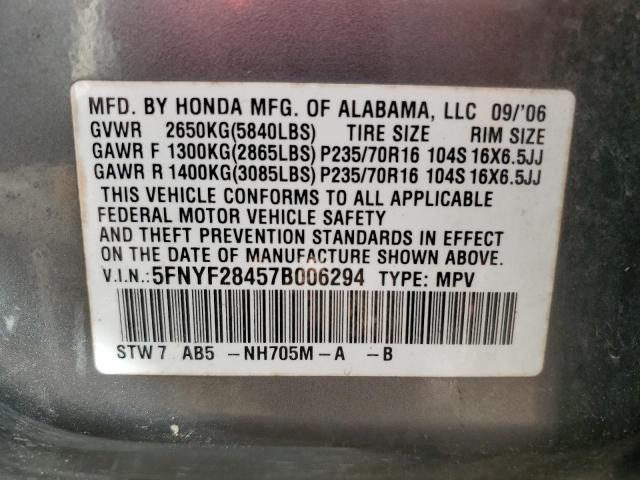 MFD. BY HONDA MFG. OF ALABAMA, LLC 09/'06
GVWR 2650KG(5840LBS) TIRE SIZE RIM SIZE
GAWR F 1300KG(2865LBS) P235/70R16 104S 16X6.5JJ
GAWR R 1400KG(3085LBS) P235/70R16 104S 16X6.5JJ
THIS VEHICLE CONFORMS TO ALL APPLICABLE
FEDERAL MOTOR VEHICLE SAFETY
AND THEFT PREVENTION STANDARDS IN EFFECT
ON THE DATE OF MANUFACTURE SHOWN ABOVE.
V.I.N.: 5FNYF28457B006294 TYPE: MPV
STW 7 AB5 -NH705M-A -B